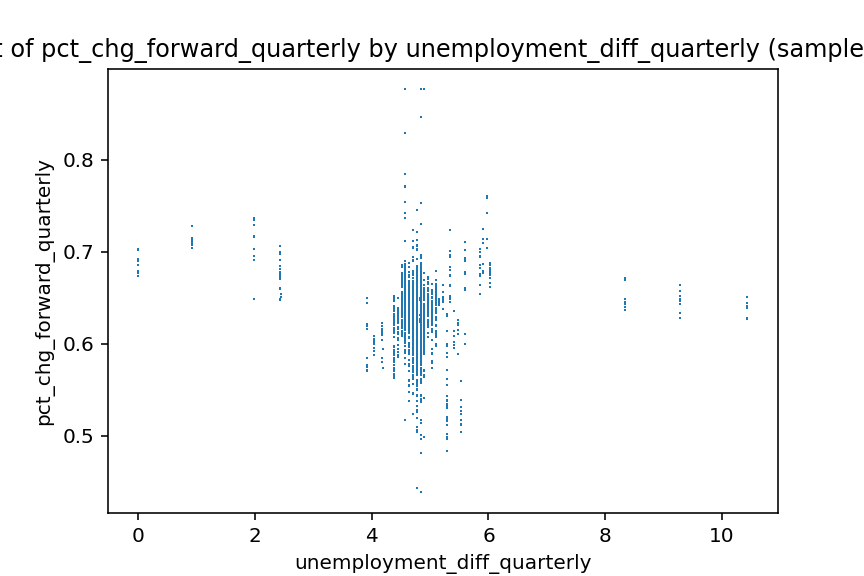 of pct_chg_forward_quarterly by unemployment_diff_quarterly (sample
0.8
0.7
0.6
0.5
pct_chg_forward_quarterly
0 2 4 6 8 10
unemployment_diff_quarterly